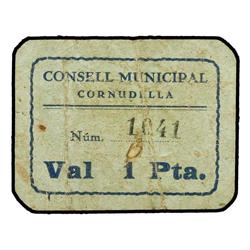 CONSELL MUNICIPAL
CORNUDELLA
Núm. 1041
Val 1 Pta.